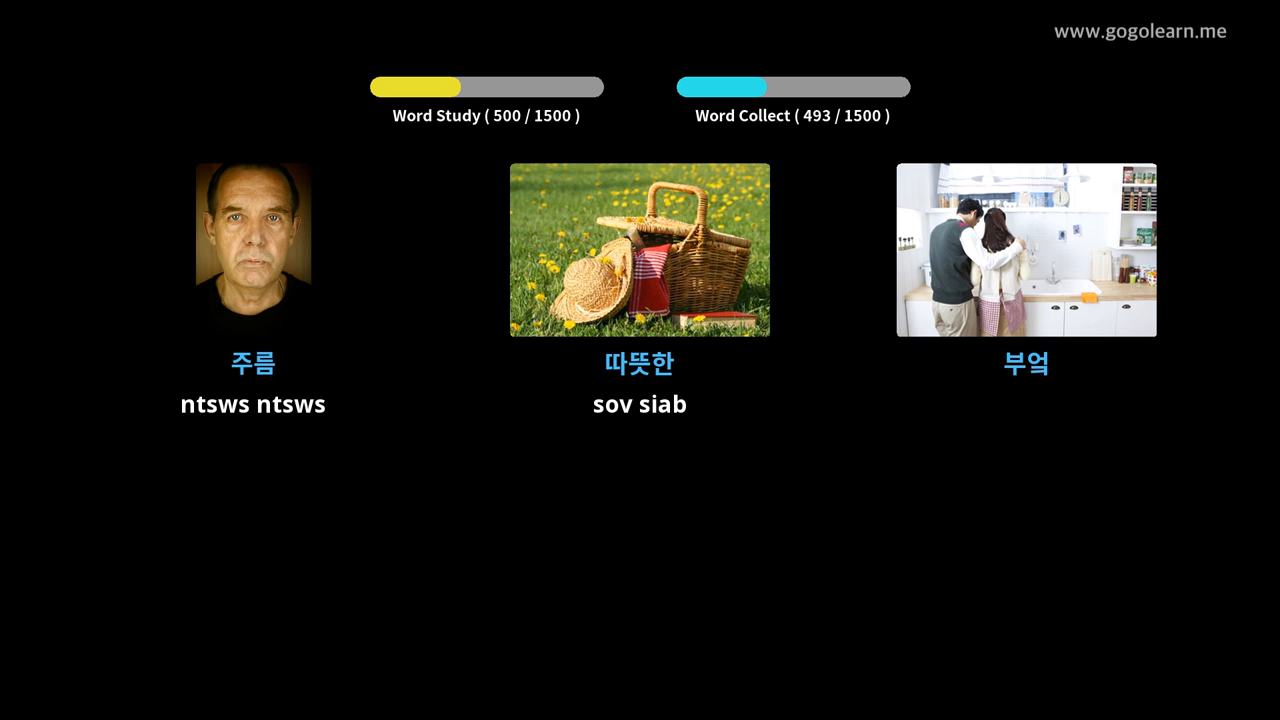 www.gogolearn.me
Word Study ( 500 / 1500 )
Word Collect ( 493 / 1500 )
주름
따뜻한
부엌
ntsws ntsws
sov siab